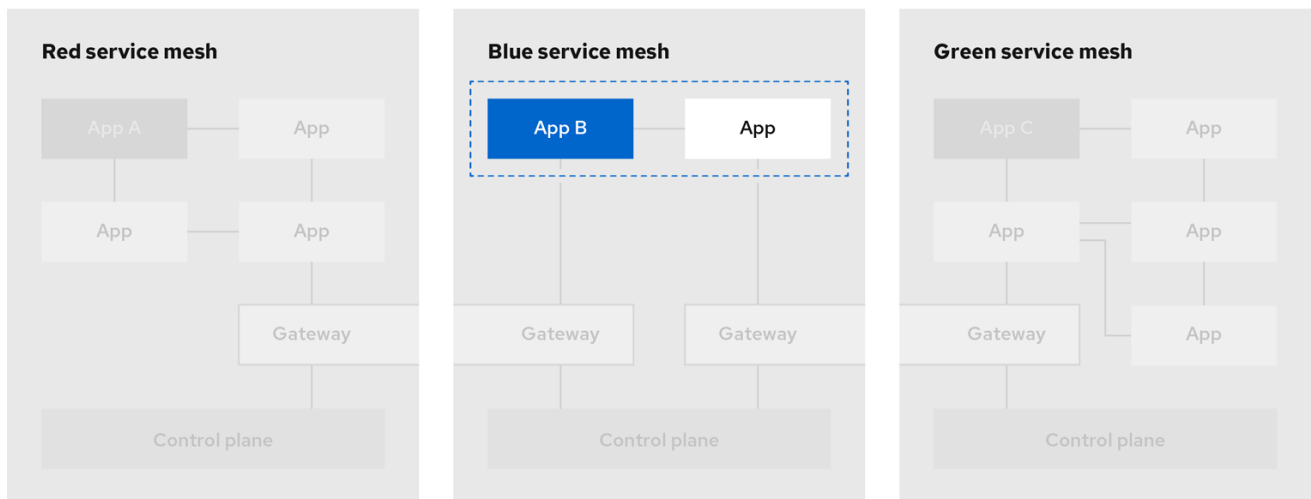 Red service mesh
App A
App
App
App
Gateway
Control plane
Blue service mesh
App B
App
Gateway
Gateway
Control plane
Green service mesh
App C
App
App
App
Gateway
App
Control plane